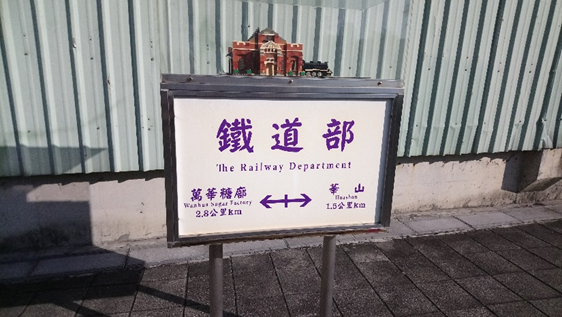 鐵道部
The Railway Department
萬華糖廍
Wanhua Sugar Factory
2.8公里km
華山
Huashan
1.5公里km